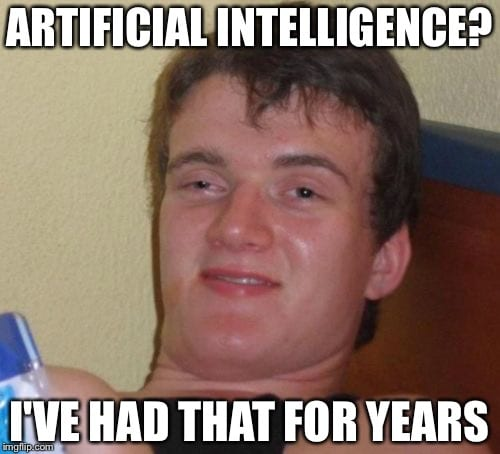 ARTIFICIAL INTELLIGENCE?
I'VE HAD THAT FOR YEARS
imgflip.com